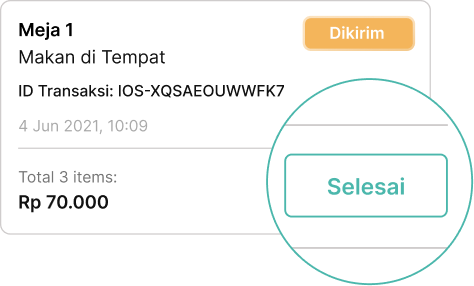 Meja 1
Dikirim
Makan di Tempat
ID Transaksi: IOS-XQSAEOUWWFK7
4 Jun 2021, 10:09
Total 3 items:
Rp 70.000
Selesai